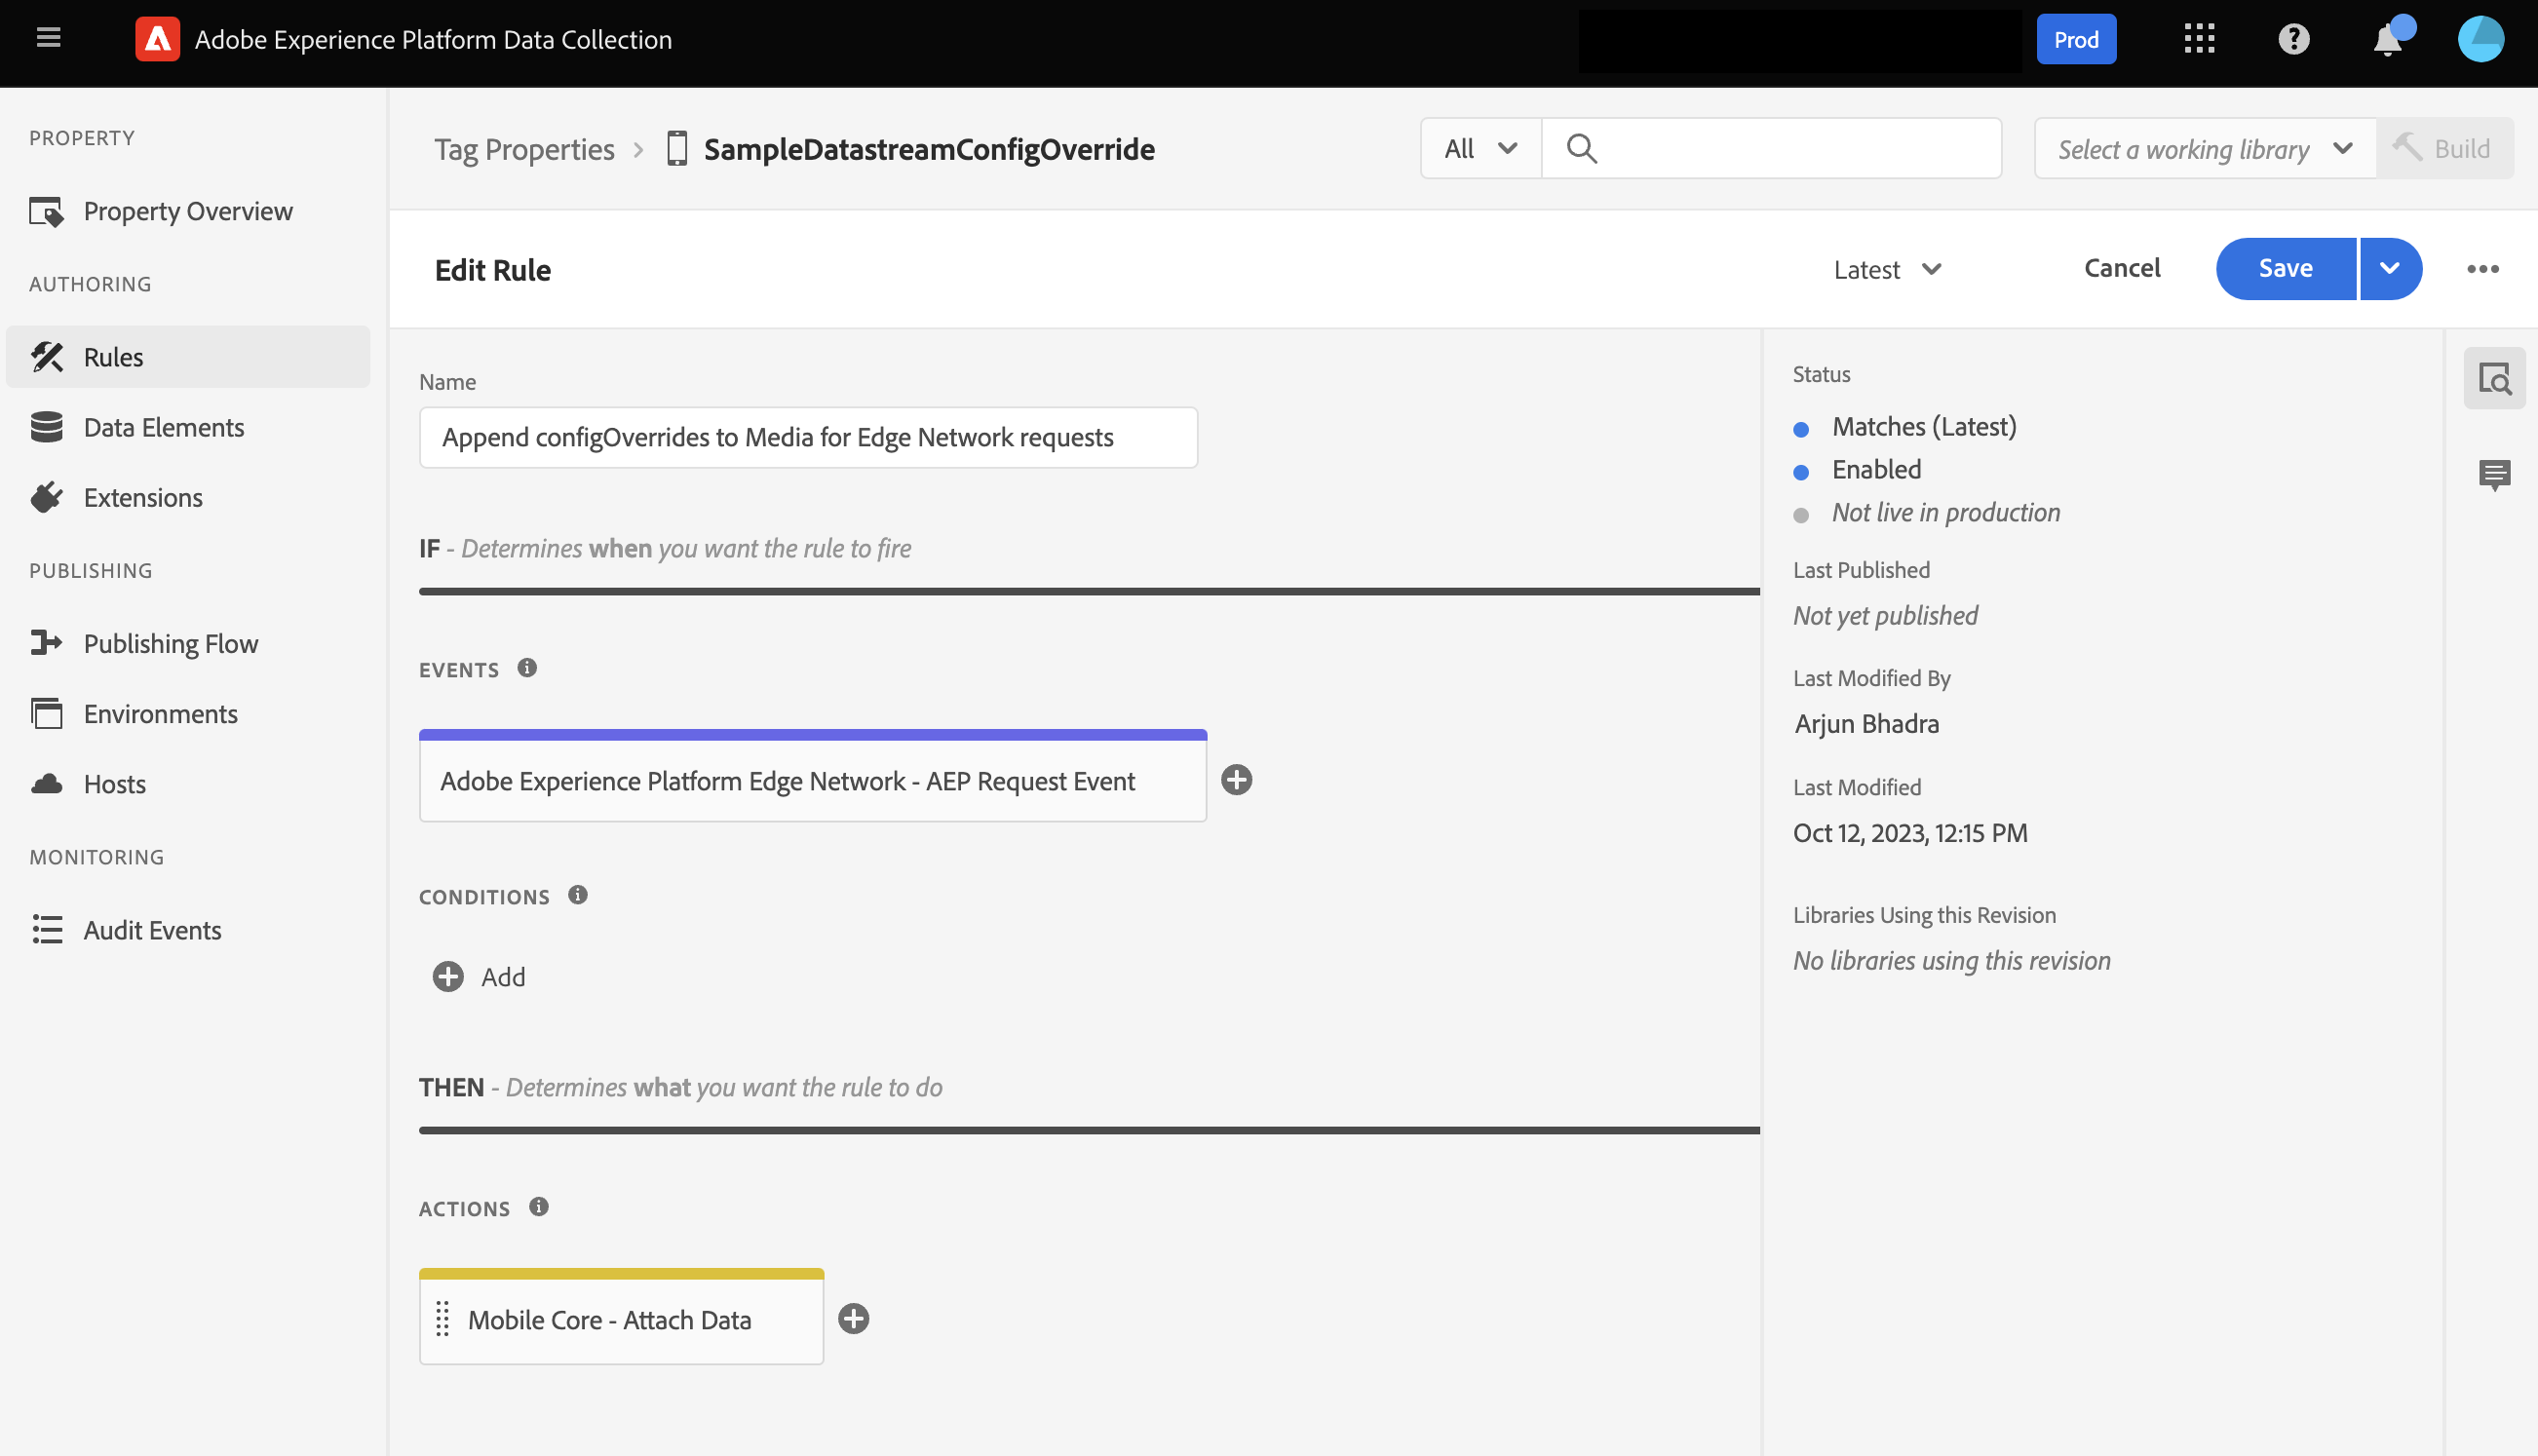 Adobe Experience Platform Data Collection
Prod
PROPERTY
Property Overview
AUTHORING
Rules
Data Elements
Extensions
PUBLISHING
Publishing Flow
Environments
Hosts
MONITORING
Audit Events
Tag Properties > SampleDatastreamConfigOverride
All
Select a working library
Build
Edit Rule
Latest
Cancel
Save
Name
Append configOverrides to Media for Edge Network requests
IF - Determines when you want the rule to fire
EVENTS
Adobe Experience Platform Edge Network - AEP Request Event
CONDITIONS
Add
THEN - Determines what you want the rule to do
ACTIONS
Mobile Core - Attach Data
Status
Matches (Latest)
Enabled
Not live in production
Last Published
Not yet published
Last Modified By
Arjun Bhadra
Last Modified
Oct 12, 2023, 12:15 PM
Libraries Using this Revision
No libraries using this revision